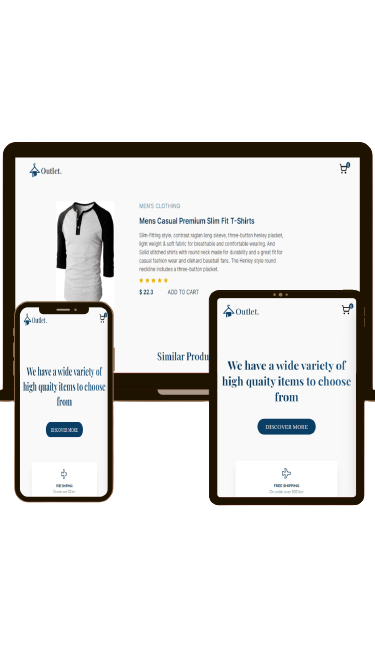 Outlet.
MEN'S CLOTHING
Mens Casual Premium Slim Fit T-Shirts
Slim-fitting style, contrast raglan long sleeve, three-button henley placket,
light weight & soft fabric for breathable and comfortable wearing. And
Solid stitched shirts with round neck made for durability and a great fit for
casual fashion wear and diehard baseball fans. The Henley style round
neckline includes a three-button placket.
$ 22.3 ADD TO CART
Similar Produ
Outlet.
We have a wide variety of
high quaity items to choose
from
DISCOVER MORE
Outlet.
We have a wide variety of
high quaity items to choose
from
DISCOVER MORE
FREE SHIPPING